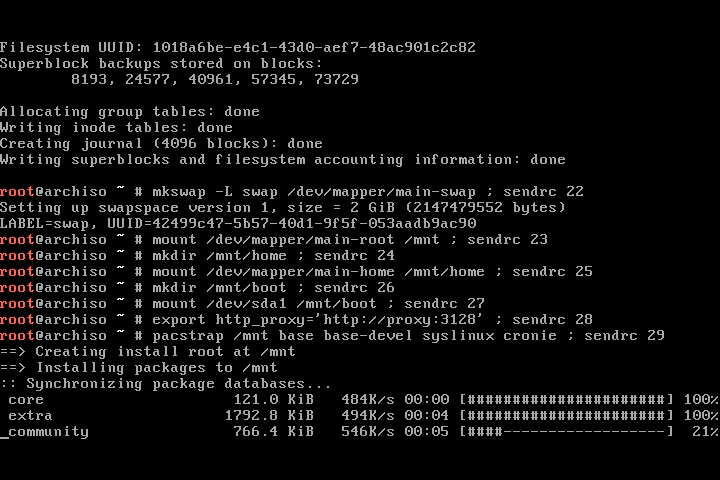 Filesystem UUID: 1018a6be-e4c1-43d0-aef7-48ac901c2c82
Superblock backups stored on blocks:
        8193, 24577, 40961, 57345, 73729

Allocating group tables: done
Writing inode tables: done
Creating journal (4096 blocks): done
Writing superblocks and filesystem accounting information: done

root@archiso ~ # mkswap -L swap /dev/mapper/main-swap ; sendrc 22
Setting up swapspace version 1, size = 2 GiB (2147479552 bytes)
LABEL=swap, UUID=42499c47-5b57-40d1-9f5f-053aadb9ac90
root@archiso ~ # mount /dev/mapper/main-root /mnt ; sendrc 23
root@archiso ~ # mkdir /mnt/home ; sendrc 24
root@archiso ~ # mount /dev/mapper/main-home /mnt/home ; sendrc 25
root@archiso ~ # mkdir /mnt/boot ; sendrc 26
root@archiso ~ # mount /dev/sda1 /mnt/boot ; sendrc 27
root@archiso ~ # export http_proxy='http://proxy:3128' ; sendrc 28
root@archiso ~ # pacstrap /mnt base base-devel syslinux cronie ; sendrc 29
==> Creating install root at /mnt
==> Installing packages to /mnt
:: Synchronizing package databases...
 core                     121.0 KiB   484K/s 00:00 [######################] 100%
 extra                   1792.8 KiB   494K/s 00:04 [######################] 100%
_community                766.4 KiB   546K/s 00:05 [####------------------]  21%